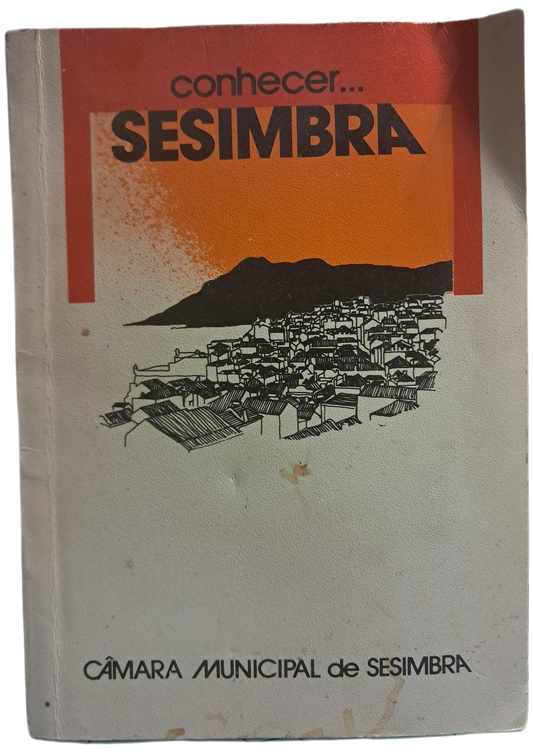 conhecer...
SESIMBRA
CÂMARA MUNICIPAL de SESIMBRA